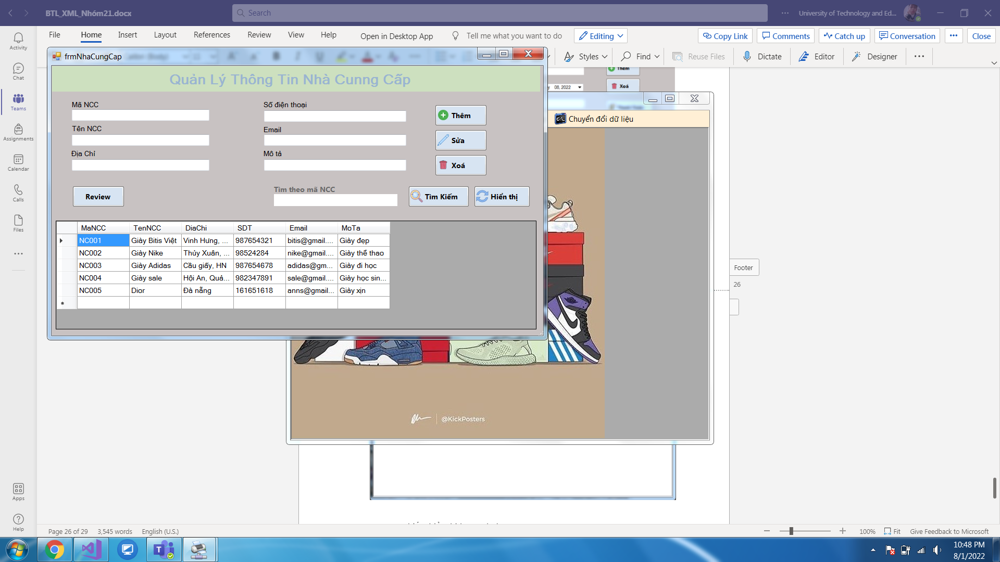 BTL_XML_Nhóm21.docx
Search
University of Technology and Ed...
File Home Insert Layout References Review View Help Open in Desktop App Tell me what you want to do Editing Copy Link Comments Catch up Conversation Close
Styles Find Reuse Files Dictate Editor Designer
Activity
Chat
Teams
Assignments
Calendar
Calls
Files
Apps
Help
frmNhaCungCap
Quản Lý Thông Tin Nhà Cunng Cấp
Mã NCC
Số điện thoại
Thêm
Tên NCC
Email
Sửa
Địa Chỉ
Mô tả
Xoá
Review
Tìm theo mã NCC
Tìm Kiếm
Hiển thị
MaNCC TenNCC DiaChi SDT Email MoTa
NC001 Giày Bitis Việt Vinh Hưng, ... 987654321 bitis@gmail.... Giày đẹp
NC002 Giày Nike Thủy Xuân, ... 98524284 nike@gmail.... Giày thể thao
NC003 Giày Adidas Cầu giấy, HN 987654678 adidas@gm... Giày đi học
NC004 Giày sale Hội An, Quả... 982347891 sale@gmail.... Giày học sin...
NC005 Dior Đà nẵng 161651618 anns@gmail... Giày xịn
Thêm
08, 2022
Xoá
Chuyển đổi dữ liệu
@KickPosters
Footer
26
Page 26 of 29 3,545 words English (U.S.)
100% Fit Give Feedback to Microsoft
10:48 PM
8/1/2022